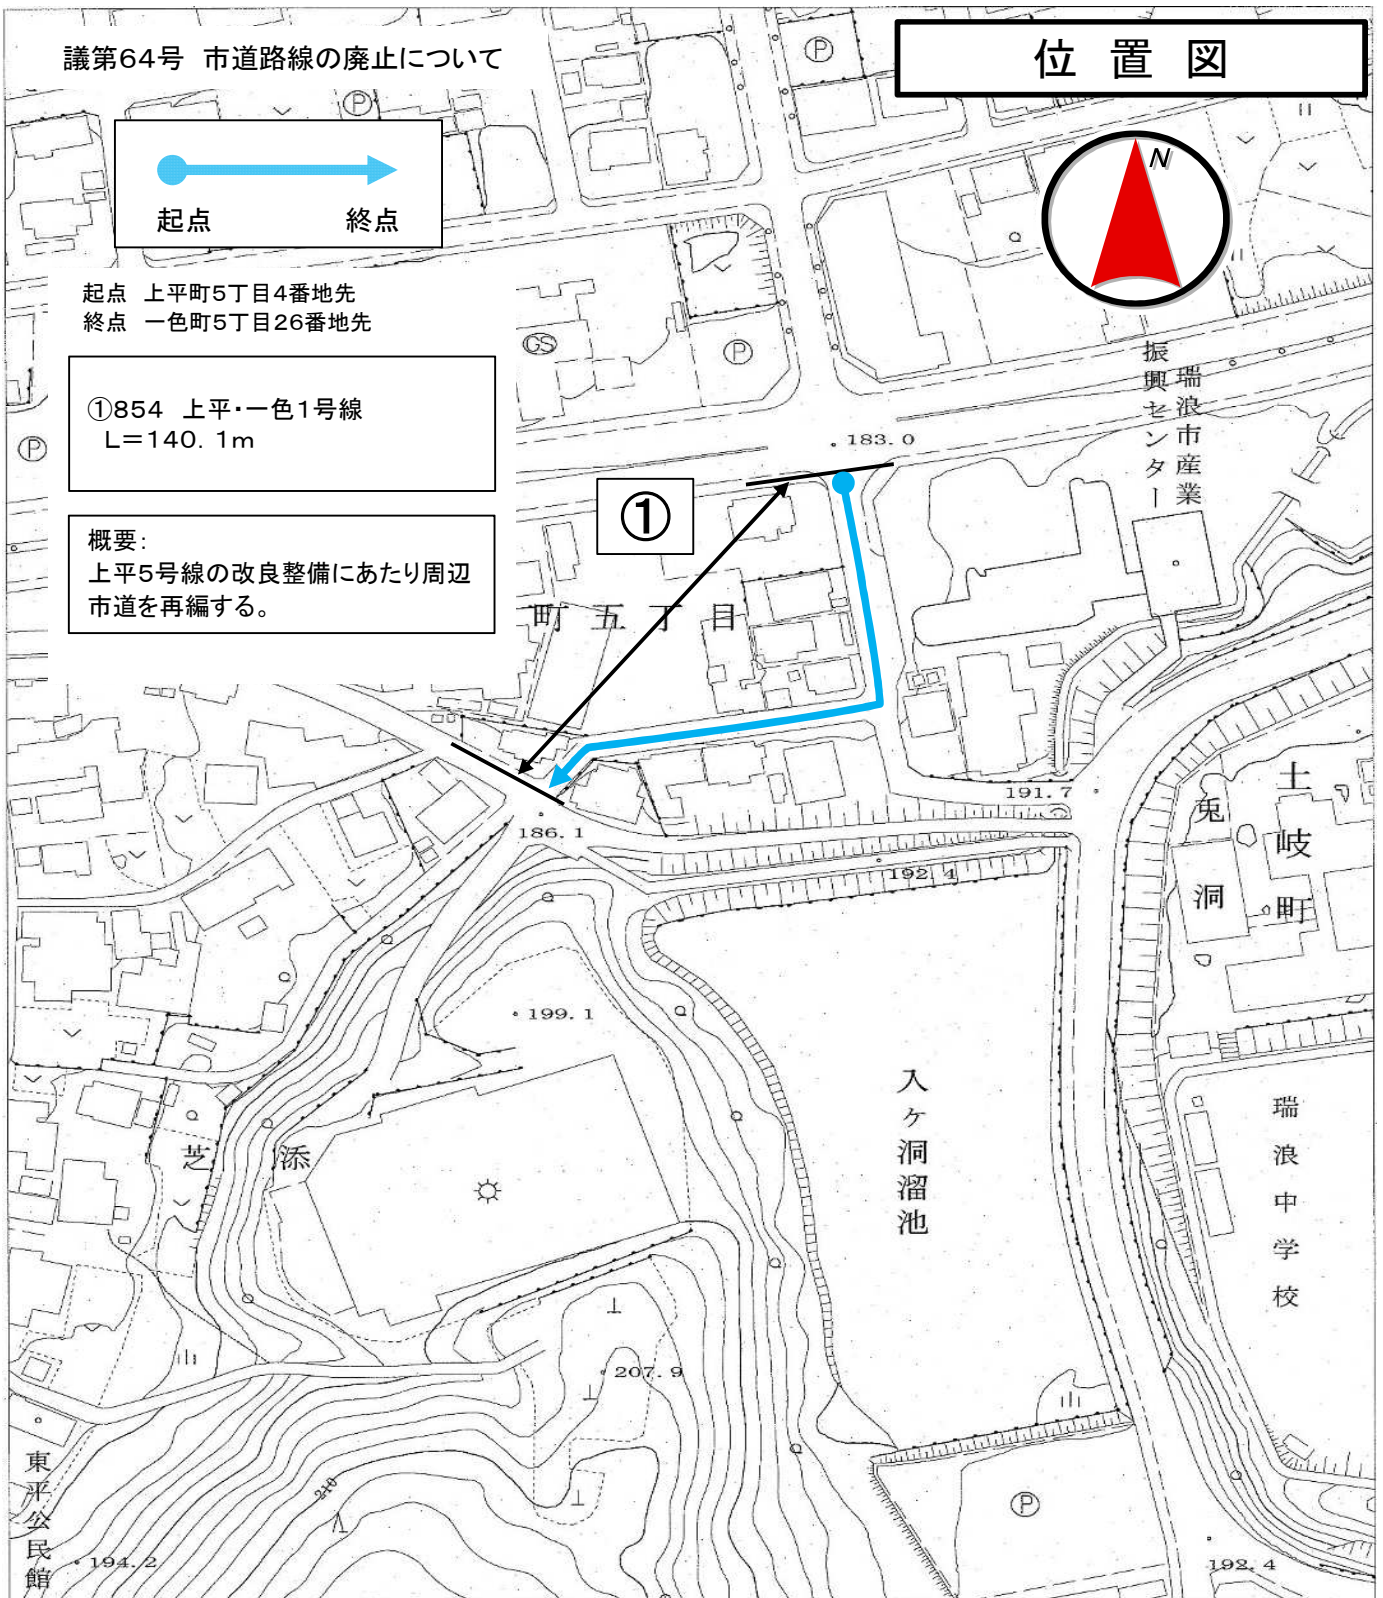 議第64号 市道路線の廃止について
位置図
起点 終点
N
起点 上平町5丁目4番地先
終点 一色町5丁目26番地先
①854 上平・一色1号線
L=140.1m
概要:
上平5号線の改良整備にあたり周辺
市道を再編する。
①
P
P
GS
P
P
183.0
瑞浪市産業
振興センター
町五丁目
191.7
186.1
192.4
土岐町
兎洞
199.1
入ヶ洞溜池
瑞浪中学校
芝添
207.9
210
東平公民館
194.2
P
192.4